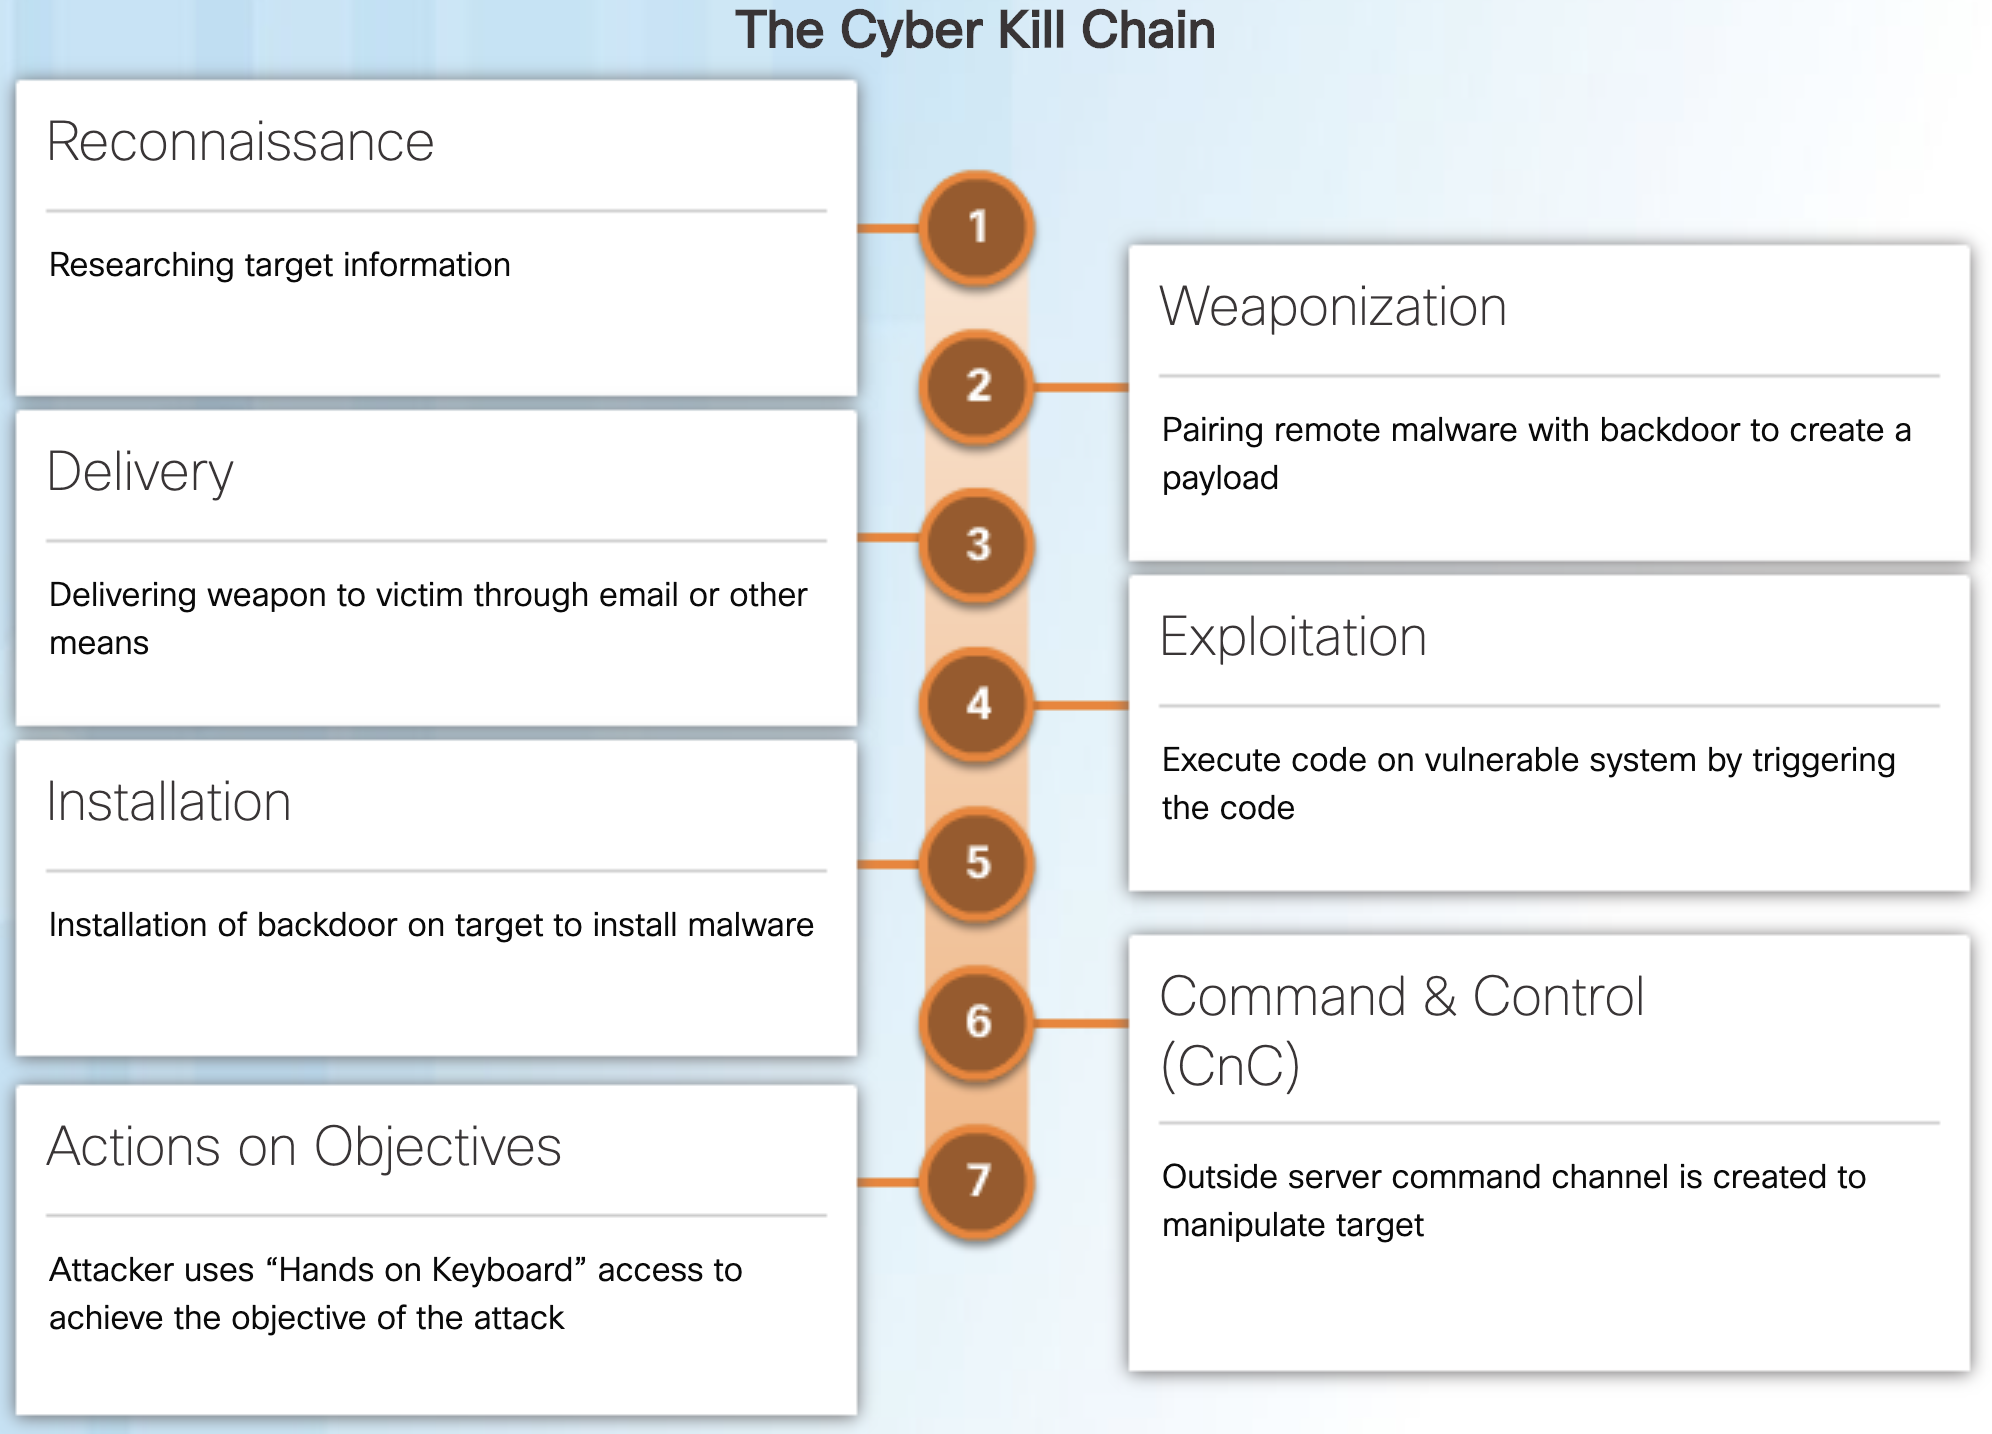 The Cyber Kill Chain
Reconnaissance
Researching target information
1
Weaponization
Pairing remote malware with backdoor to create a
payload
2
Delivery
Delivering weapon to victim through email or other
means
3
Exploitation
Execute code on vulnerable system by triggering
the code
4
Installation
Installation of backdoor on target to install malware
5
Command & Control
(CnC)
Outside server command channel is created to
manipulate target
6
Actions on Objectives
Attacker uses “Hands on Keyboard” access to
achieve the objective of the attack
7